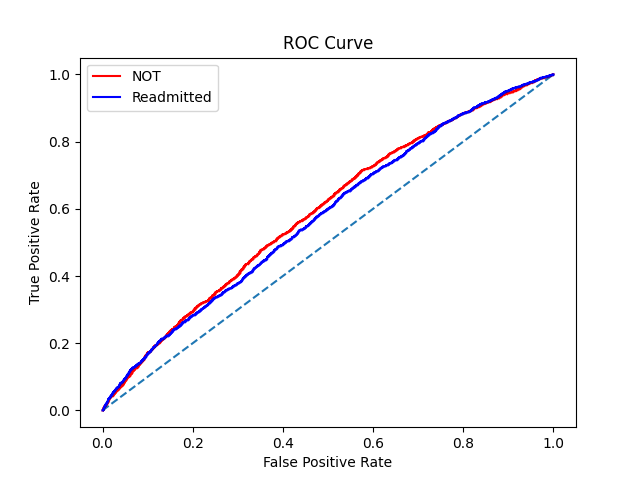 ROC Curve
NOT
Readmitted
True Positive Rate
1.0
0.8
0.6
0.4
0.2
0.0
0.0 0.2 0.4 0.6 0.8 1.0
False Positive Rate